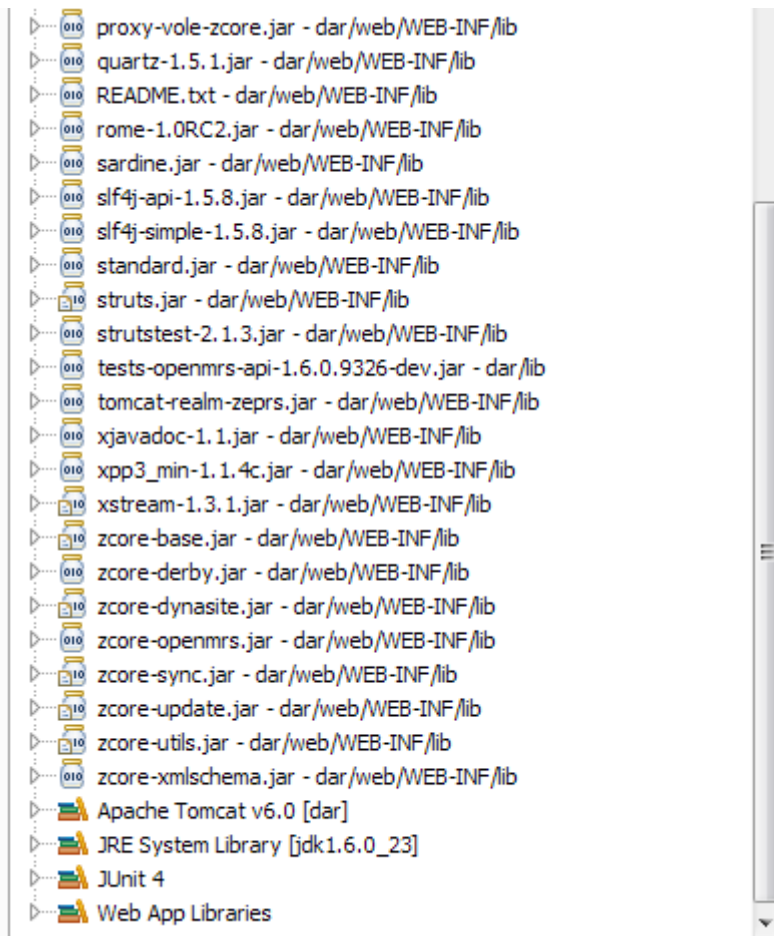 proxy-vole-zcore.jar - dar/web/WEB-INF/lib
quartz-1.5.1.jar - dar/web/WEB-INF/lib
README.txt - dar/web/WEB-INF/lib
rome-1.0RC2.jar - dar/web/WEB-INF/lib
sardine.jar - dar/web/WEB-INF/lib
slf4j-api-1.5.8.jar - dar/web/WEB-INF/lib
slf4j-simple-1.5.8.jar - dar/web/WEB-INF/lib
standard.jar - dar/web/WEB-INF/lib
struts.jar - dar/web/WEB-INF/lib
strutstest-2.1.3.jar - dar/web/WEB-INF/lib
tests-openmrs-api-1.6.0.9326-dev.jar - dar/lib
tomcat-realm-zeprs.jar - dar/web/WEB-INF/lib
xjavadoc-1.1.jar - dar/web/WEB-INF/lib
xpp3_min-1.1.4c.jar - dar/web/WEB-INF/lib
xstream-1.3.1.jar - dar/web/WEB-INF/lib
zcore-base.jar - dar/web/WEB-INF/lib
zcore-derby.jar - dar/web/WEB-INF/lib
zcore-dynasite.jar - dar/web/WEB-INF/lib
zcore-openmrs.jar - dar/web/WEB-INF/lib
zcore-sync.jar - dar/web/WEB-INF/lib
zcore-update.jar - dar/web/WEB-INF/lib
zcore-utils.jar - dar/web/WEB-INF/lib
zcore-xmlschema.jar - dar/web/WEB-INF/lib
Apache Tomcat v6.0 [dar]
JRE System Library [jdk1.6.0_23]
JUnit 4
Web App Libraries